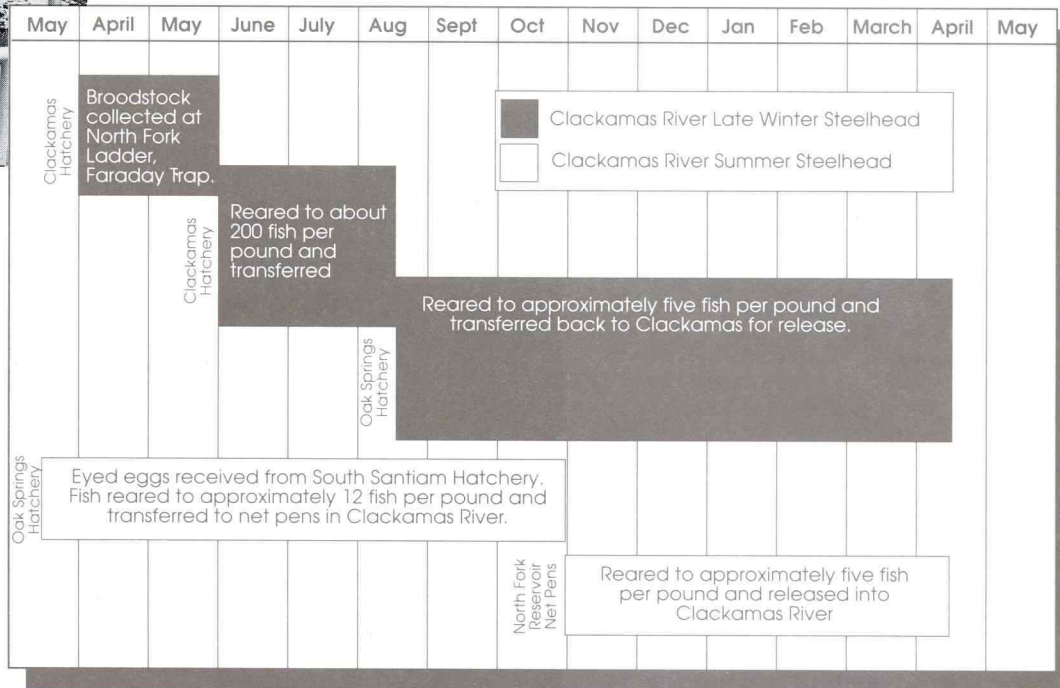 May April May June July Aug Sept Oct Nov Dec Jan Feb March April May
Clackamas
Hatchery
Broodstock
collected at
North Fork
Ladder,
Faraday Trap.
Clackamas River Late Winter Steelhead
Clackamas River Summer Steelhead
Clackamas
Hatchery
Reared to about
200 fish per
pound and
transferred
Oak Springs
Hatchery
Reared to approximately five fish per pound and
transferred back to Clackamas for release.
Oak Springs
Hatchery
Eyed eggs received from South Santiam Hatchery.
Fish reared to approximately 12 fish per pound and
transferred to net pens in Clackamas River.
North Fork
Reservoir
Net Pens
Reared to approximately five fish
per pound and released into
Clackamas River